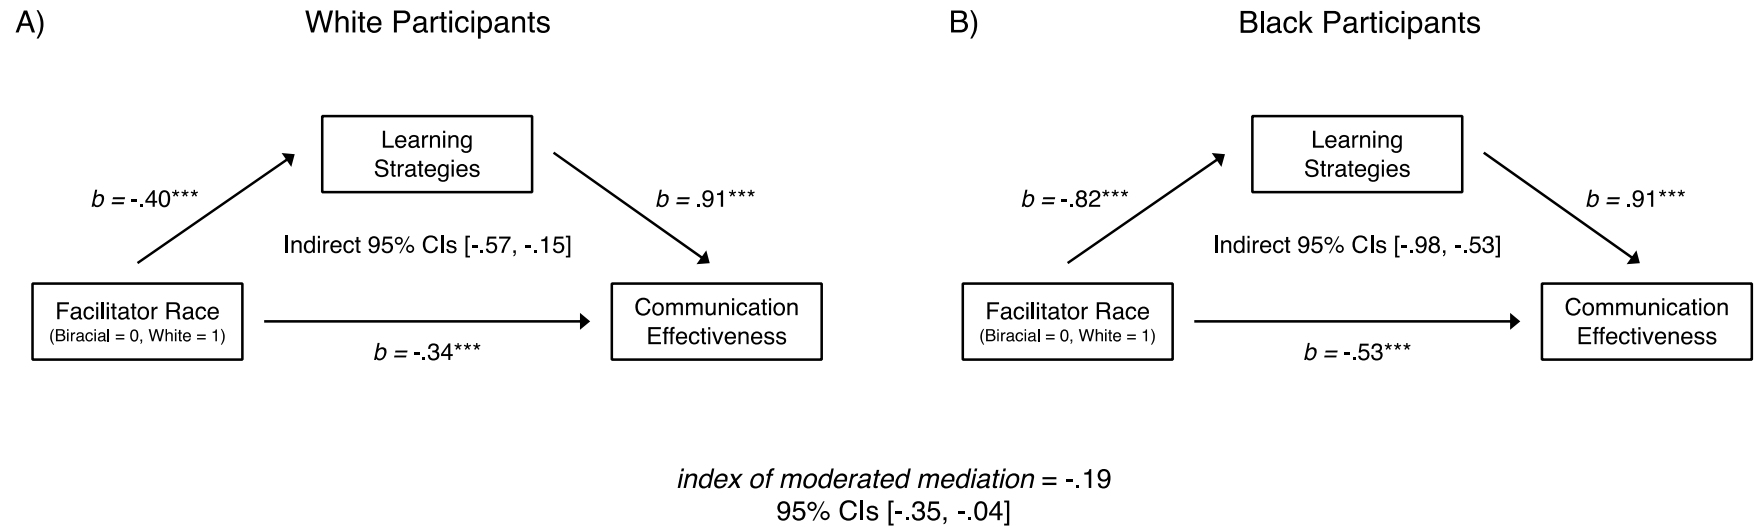 A)
White Participants
Learning
Strategies
b = -.40***
b = .91***
Indirect 95% CIs [-.57, -.15]
Facilitator Race
(Biracial = 0, White = 1)
Communication
Effectiveness
b = -.34***
B)
Black Participants
Learning
Strategies
b = -.82***
b = .91***
Indirect 95% CIs [-.98, -.53]
Facilitator Race
(Biracial = 0, White = 1)
Communication
Effectiveness
b = -.53***
index of moderated mediation = -.19
95% CIs [-.35, -.04]